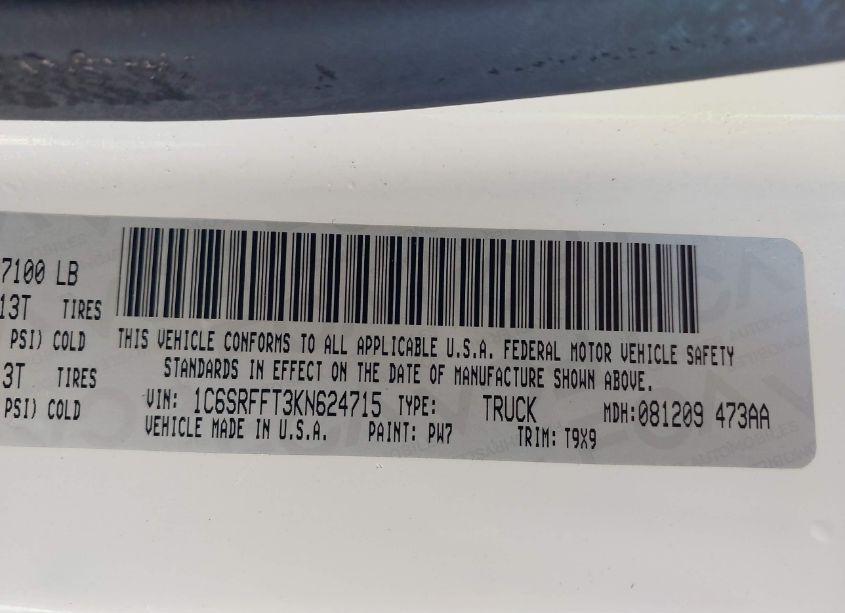 7100 LB
13T TIRES
PSI) COLD
3T TIRES
PSI) COLD
THIS VEHICLE CONFORMS TO ALL APPLICABLE U.S.A. FEDERAL MOTOR VEHICLE SAFETY
STANDARDS IN EFFECT ON THE DATE OF MANUFACTURE SHOWN ABOVE.
VIN: 1C6SRFFT3KN624715 TYPE: TRUCK MDH:081209 473AA
VEHICLE MADE IN U.S.A. PAINT: PW7 TRIM: T9X9